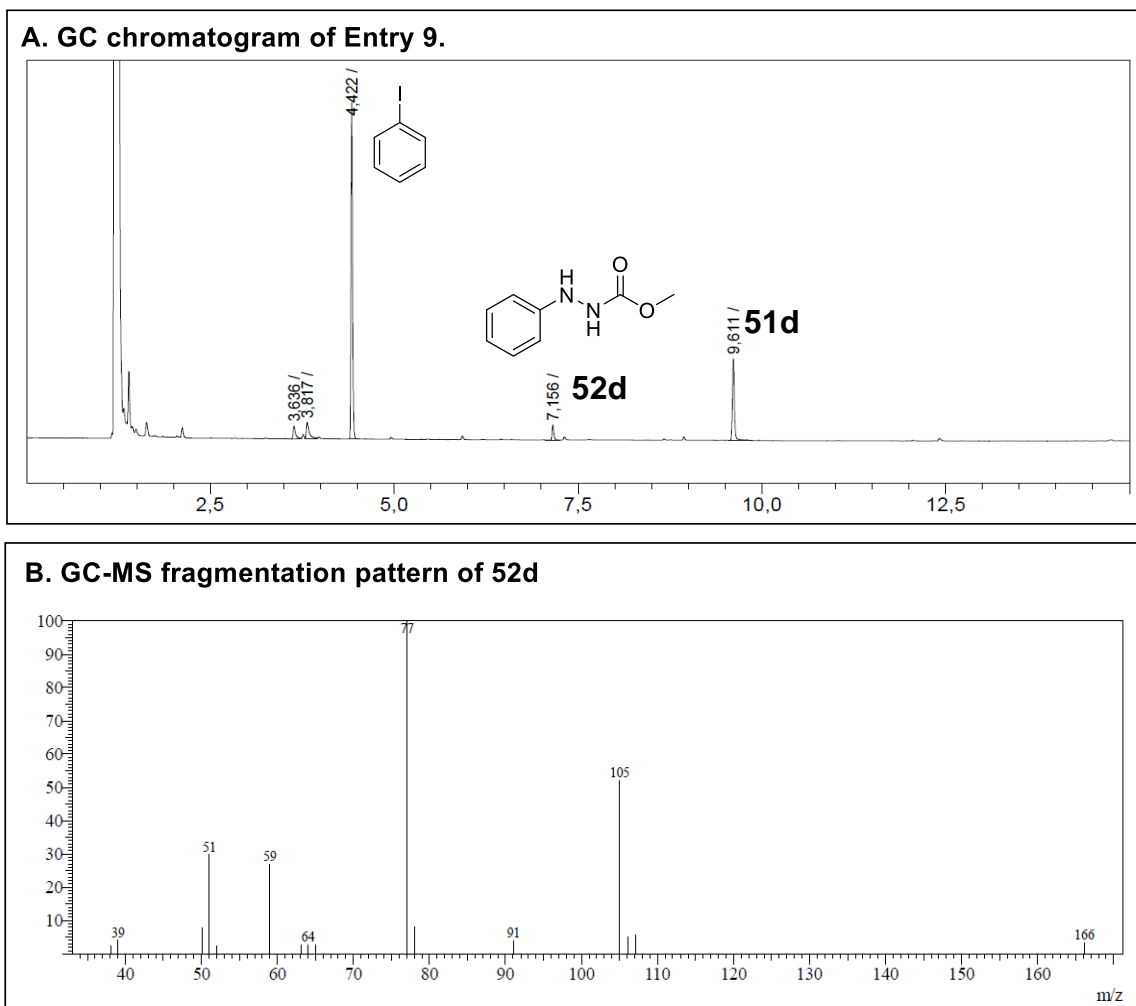 A. GC chromatogram of Entry 9.
4,422 /
I
O
H
N
N
H
O
9,611 /
51d
3,636 /
3,817 /
7,156 /
52d
2,5 5,0 7,5 10,0 12,5
B. GC-MS fragmentation pattern of 52d
100
77
90
80
70
60
50
105
40
30
51
59
20
10
39
64
91
166
40 50 60 70 80 90 100 110 120 130 140 150 160
m/z